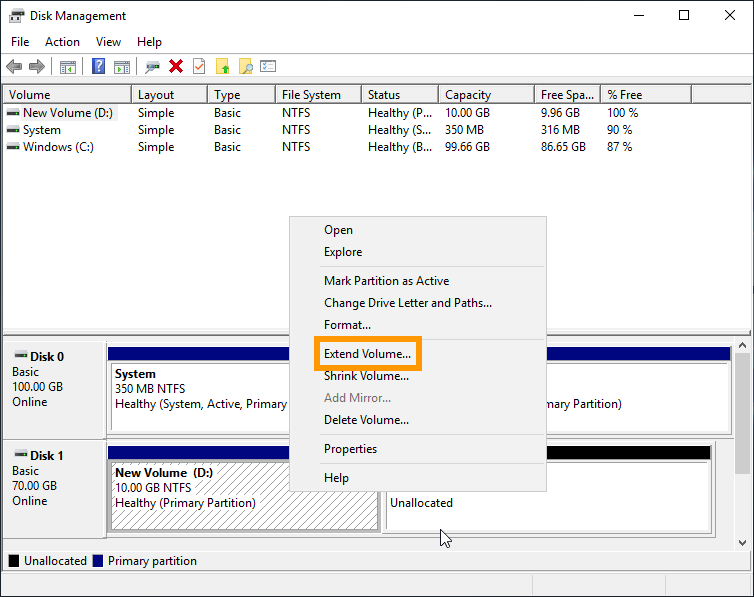 Disk Management
File Action View Help
Volume Layout Type File System Status Capacity Free Spa... % Free
New Volume (D:) Simple Basic NTFS Healthy (P... 10.00 GB 9.96 GB 100 %
System Simple Basic NTFS Healthy (S... 350 MB 316 MB 90 %
Windows (C:) Simple Basic NTFS Healthy (B... 99.66 GB 86.65 GB 87 %
Open
Explore
Mark Partition as Active
Change Drive Letter and Paths...
Format...
Extend Volume...
Shrink Volume...
Add Mirror...
Delete Volume...
Properties
Help
Disk 0
Basic
100.00 GB
Online
System
350 MB NTFS
Healthy (System, Active, Primary
mary Partition)
Disk 1
Basic
70.00 GB
Online
New Volume (D:)
10.00 GB NTFS
Healthy (Primary Partition)
Unallocated
Unallocated Primary partition